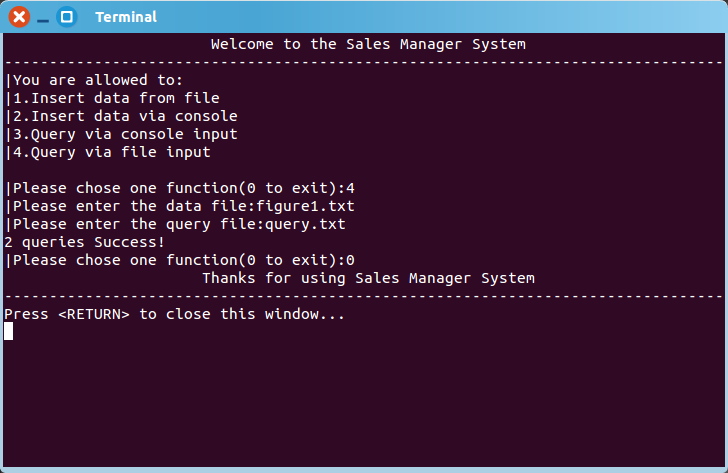 Terminal
Welcome to the Sales Manager System
--------------------------------------------------------------------------------
|You are allowed to:
|1.Insert data from file
|2.Insert data via console
|3.Query via console input
|4.Query via file input
|Please chose one function(0 to exit):4
|Please enter the data file:figure1.txt
|Please enter the query file:query.txt
2 queries Success!
|Please chose one function(0 to exit):0
Thanks for using Sales Manager System
--------------------------------------------------------------------------------
Press <RETURN> to close this window...